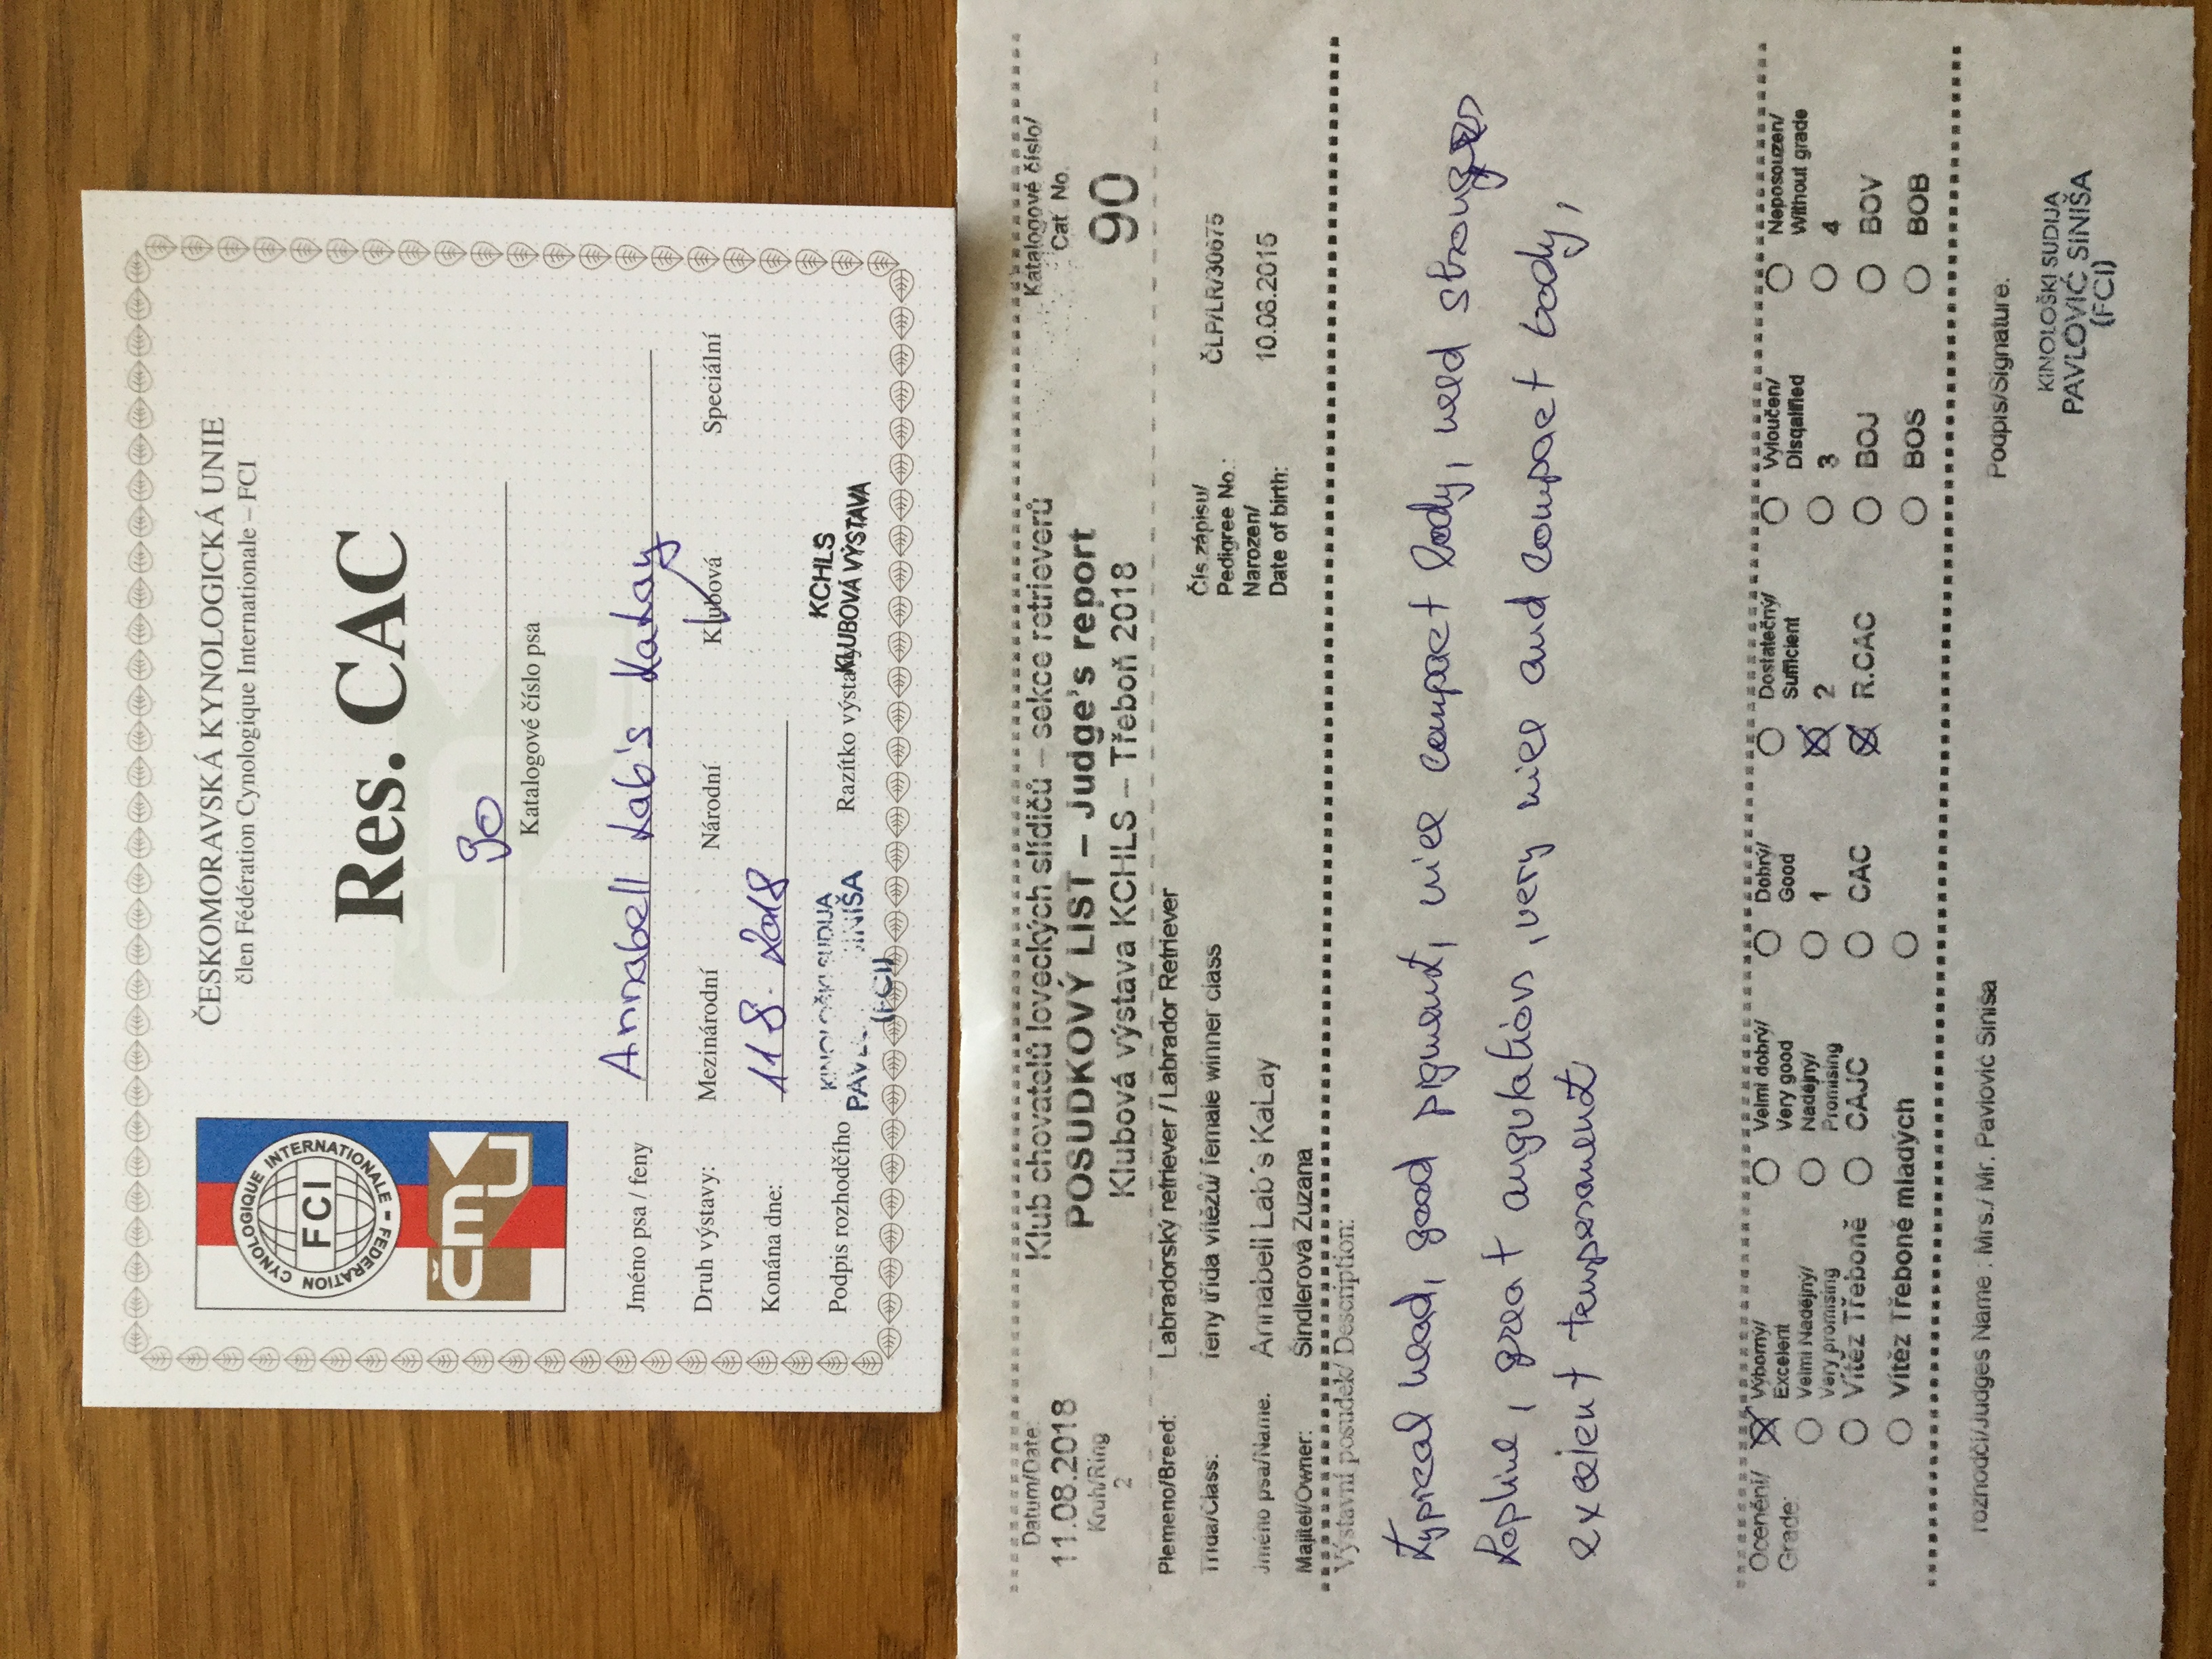 ČESKOMORAVSKÁ KYNOLOGICKÁ UNIE
člen Fédération Cynologique Internationale – FCI
FEDERATION CYNOLOGIQUE INTERNATIONALE
FCI
čmku
Res. CAC
90
Katalogové číslo psa
Jméno psa / feny Annabell Lab's Kalay
Druh výstavy: Mezinárodní Národní Klubová Speciální
Konána dne: 11.8. 2018
Podpis rozhodčího Razítko výstavy
KINOLOŠKI SUDIJA
(FCI)
KCHLS
KLUBOVÁ VÝSTAVA
Datum/Date: Klub chovatelů loveckých slídičů – sekce retrieverů Katalogové číslo/
11.08.2018 POSUDKOVÝ LIST – Judge's report Cat. No.
Kruh/Ring Klubová výstava KCHLS – Třeboň 2018 90
2
Plemeno/Breed: Labradorský retriever / Labrador Retriever
Třída/Class: feny třída vítězů/ female winner class
Čís.zápisu/ Pedigree No.: ČLP/LR/30675
Jméno psa/Name: Annabell Lab´s KaLay
Narozen/ Date of birth: 10.08.2015
Majitel/Owner: Šindlerová Zuzana
Výstavní posudek/ Description:
Typical head, good pigment, nice compact body, need stronger
topline, great angulation, very nice and compact body,
exelent temperament
Ocenění/ Grade:
Výborný/ Excelent Velmi dobrý/ Very good Dobrý/ Good Dostatečný/ Sufficient Vyloučen/ Disqalified Neposouzen/ Without grade
Velmi Nadějný/ Very promising Nadějný/ Promising 1 2 3 4
Vítěz Třeboně CAJC CAC R.CAC BOJ BOV
Vítěz Třeboně mladých BOS BOB
rozhodčí/Judges Name : Mrs./ Mr. Pavlovic Sinisa Podpis/Signature:
KINOLOŠKI SUDIJA
PAVLOVIĆ SINIŠA
(FCI)